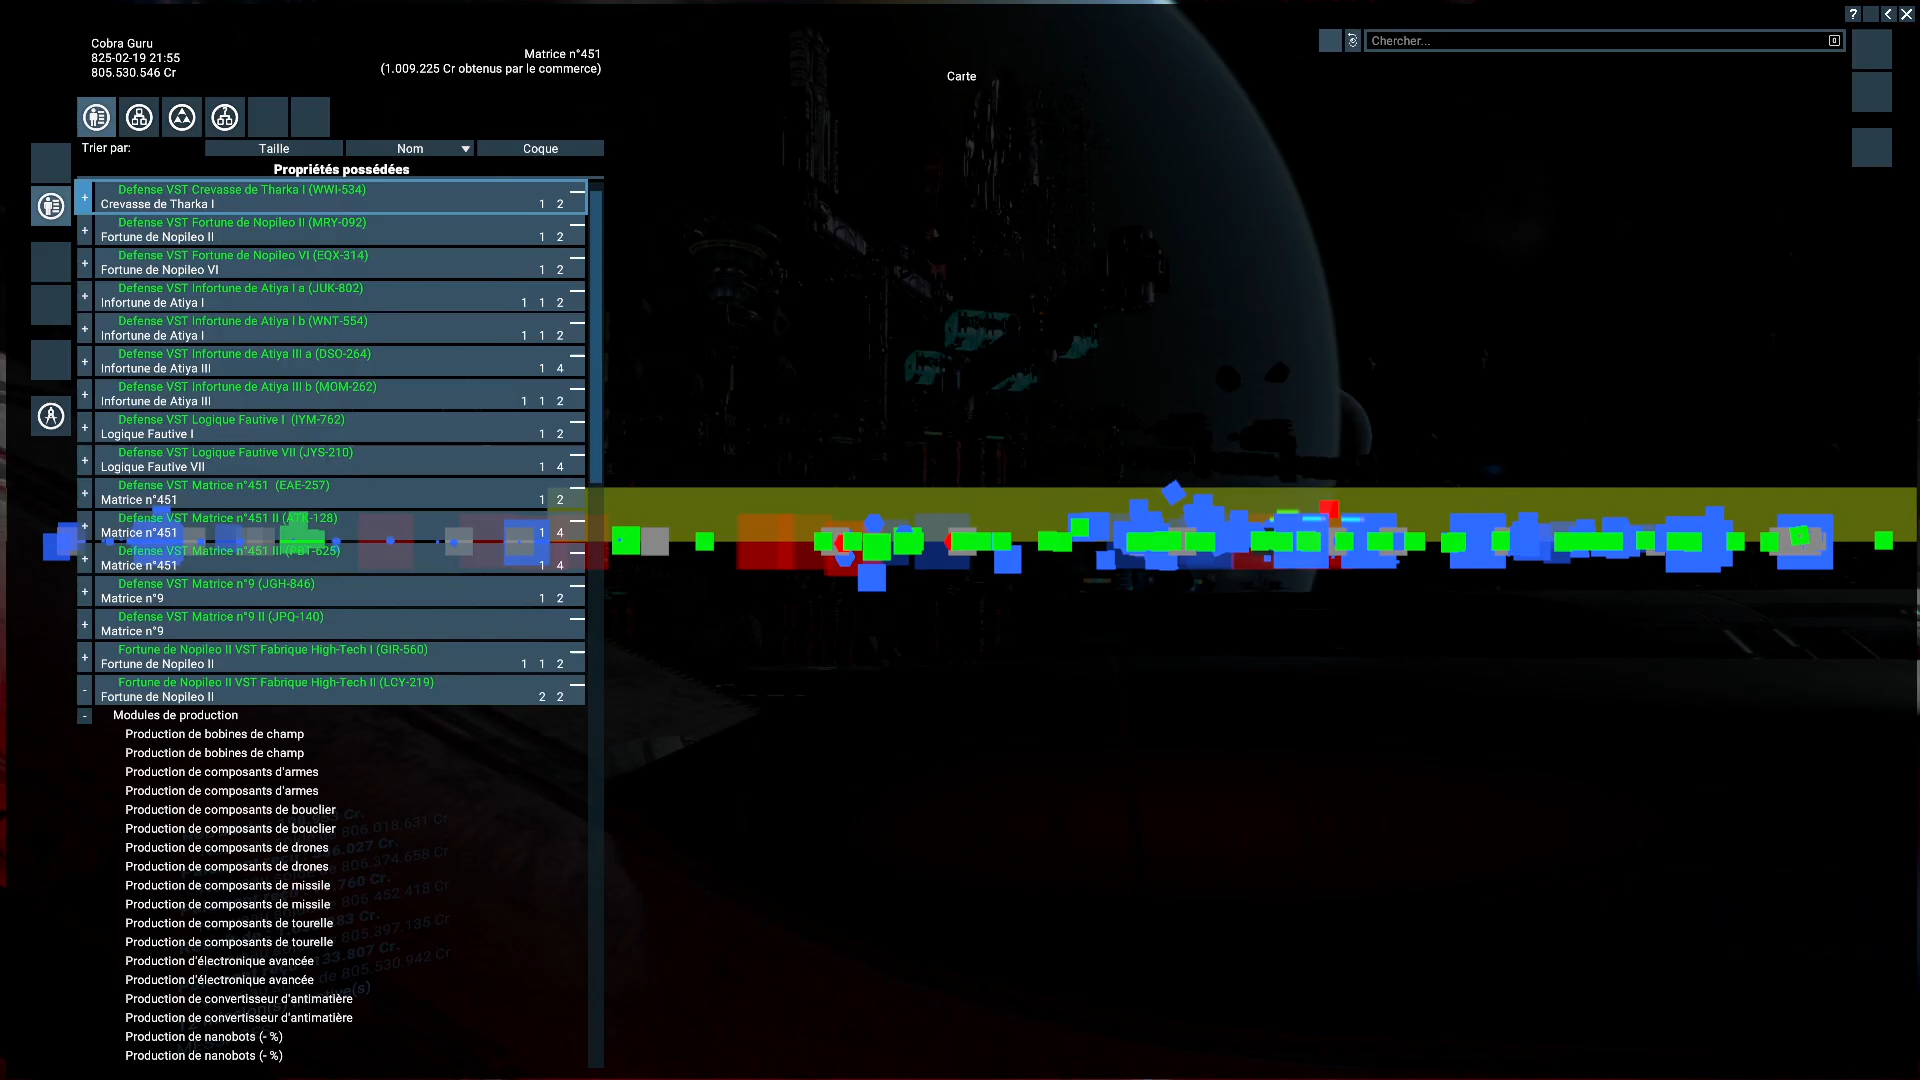 Cobra Guru
825-02-19 21:55
805.530.546 Cr
Matrice n°451
(1.009.225 Cr obtenus par le commerce)
Carte
Chercher...
Trier par:
Taille
Nom
Coque
Propriétés possédées
Defense VST Crevasse de Tharka I (WWI-534)
Crevasse de Tharka I 1 2
Defense VST Fortune de Nopileo II (MRY-092)
Fortune de Nopileo II 1 2
Defense VST Fortune de Nopileo VI (EQX-314)
Fortune de Nopileo VI 1 2
Defense VST Infortune de Atiya I a (JUK-802)
Infortune de Atiya I 1 1 2
Defense VST Infortune de Atiya I b (WNT-554)
Infortune de Atiya I 1 1 2
Defense VST Infortune de Atiya III a (DSO-264)
Infortune de Atiya III 1 4
Defense VST Infortune de Atiya III b (MOM-262)
Infortune de Atiya III 1 1 2
Defense VST Logique Fautive I (IYM-762)
Logique Fautive I 1 2
Defense VST Logique Fautive VII (JYS-210)
Logique Fautive VII 1 4
Defense VST Matrice n°451 (EAE-257)
Matrice n°451 1 2
Defense VST Matrice n°451 II (ATK-128)
Matrice n°451 1 4
Defense VST Matrice n°451 III (PBT-625)
Matrice n°451 1 4
Defense VST Matrice n°9 (JGH-846)
Matrice n°9 1 2
Defense VST Matrice n°9 II (JPQ-140)
Matrice n°9
Fortune de Nopileo II VST Fabrique High-Tech I (GIR-560)
Fortune de Nopileo II 1 1 2
Fortune de Nopileo II VST Fabrique High-Tech II (LCY-219)
Fortune de Nopileo II 2 2
Modules de production
Production de bobines de champ
Production de bobines de champ
Production de composants d'armes
Production de composants d'armes
Production de composants de bouclier
Production de composants de bouclier
Production de composants de drones
Production de composants de drones
Production de composants de missile
Production de composants de missile
Production de composants de tourelle
Production de composants de tourelle
Production d'électronique avancée
Production d'électronique avancée
Production de convertisseur d'antimatière
Production de convertisseur d'antimatière
Production de nanobots (- %)
Production de nanobots (- %)